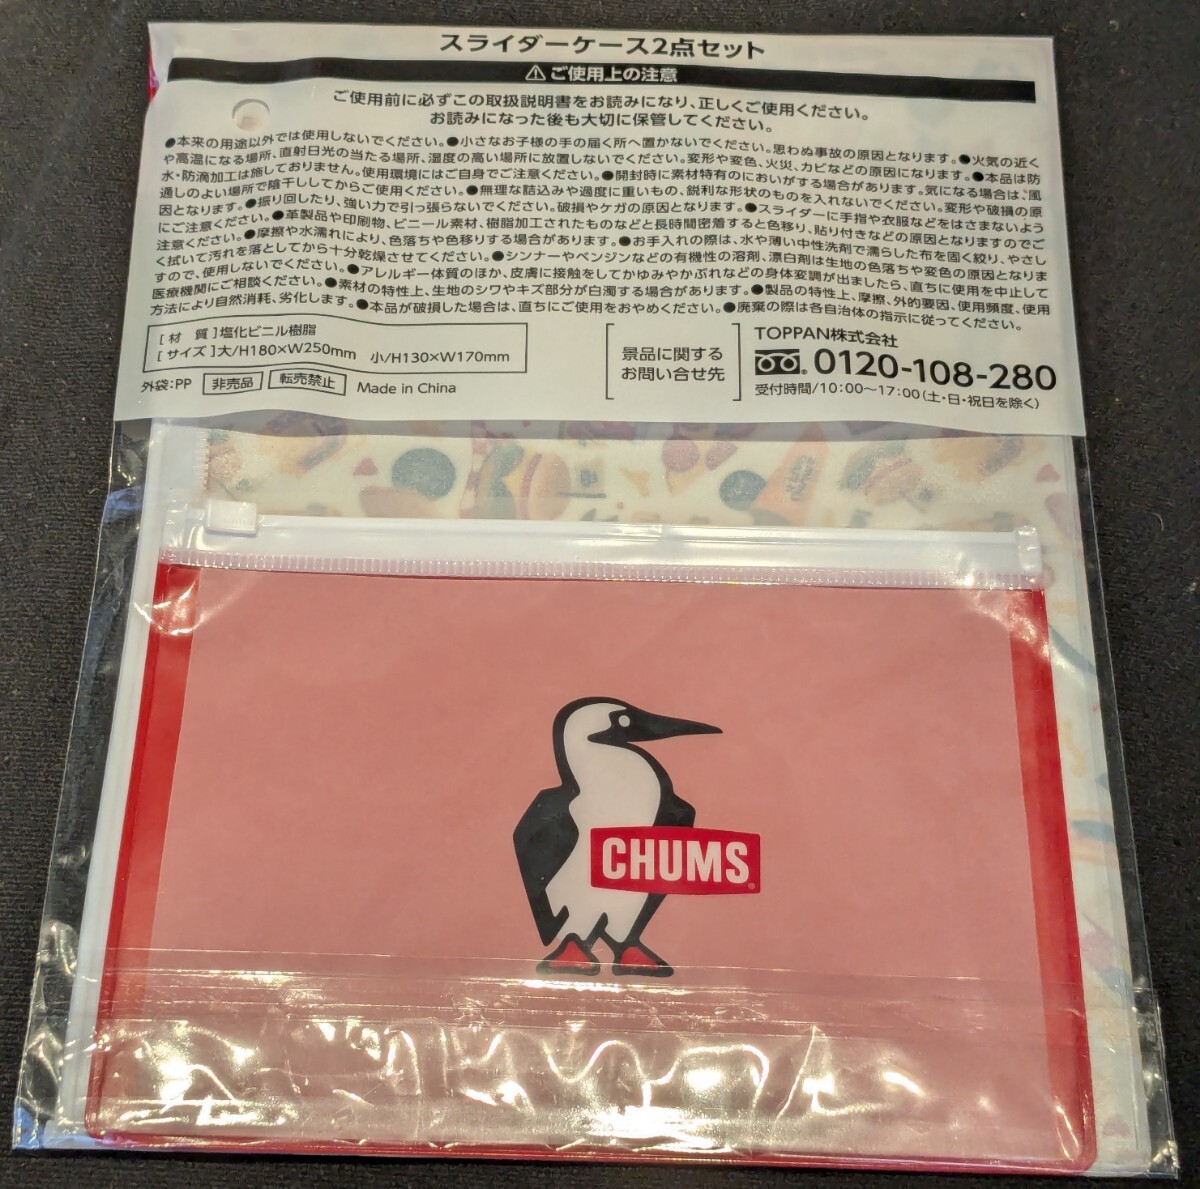 スライダーケース2点セット
⚠ご使用上の注意
ご使用前に必ずこの取扱説明書をお読みになり、正しくご使用ください。
お読みになった後も大切に保管してください。
●本来の用途以外では使用しないでください。●小さなお子様の手の届く所へ置かないでください。思わぬ事故の原因となります。●火気の近く
や高温になる場所、直射日光の当たる場所、湿度の高い場所に放置しないでください。変形や変色、火災、カビなどの原因になります。●本品は防
水・防滴加工は施しておりません。使用環境にはご自身でご注意ください。●開封時に素材特有のにおいがする場合があります。気になる場合は、風
通しのよい場所で陰干ししてからご使用ください。●無理な詰込みや過度に重いもの、鋭利な形状のものを入れないでください。変形や破損の原
因となります。●振り回したり、強い力で引っ張らないでください。破損やケガの原因となります。●スライダーに手指や衣服などをはさまないよう
にご注意ください。●革製品や印刷物、ビニール素材、樹脂加工されたものなどと長時間密着すると色移り、貼り付きなどの原因となりますのでご
注意ください。●摩擦や水濡れにより、色落ちや色移りする場合があります。●お手入れの際は、水や薄い中性洗剤で濡らした布を固く絞り、やさし
く拭いて汚れを落としてから十分乾燥させてください。●シンナーやベンジンなどの有機性の溶剤、漂白剤は生地の色落ちや変色の原因となりま
すので、使用しないでください。●アレルギー体質のほか、皮膚に接触をしてかゆみやかぶれなどの身体変調が出ましたら、直ちに使用を中止して
医療機関にご相談ください。●素材の特性上、生地のシワやキズ部分が白濁する場合があります。●製品の特性上、摩擦、外的要因、使用頻度、使用
方法により自然消耗、劣化します。●本品が破損した場合は、直ちにご使用をおやめください。●廃棄の際は各自治体の指示に従ってください。
[材 質]塩化ビニル樹脂
[サイズ]大/H180×W250mm 小/H130×W170mm
外袋:PP 非売品 転売禁止 Made in China
景品に関する
お問い合せ先
TOPPAN株式会社
0120-108-280
受付時間/10:00~17:00(土・日・祝日を除く)
CHUMS®